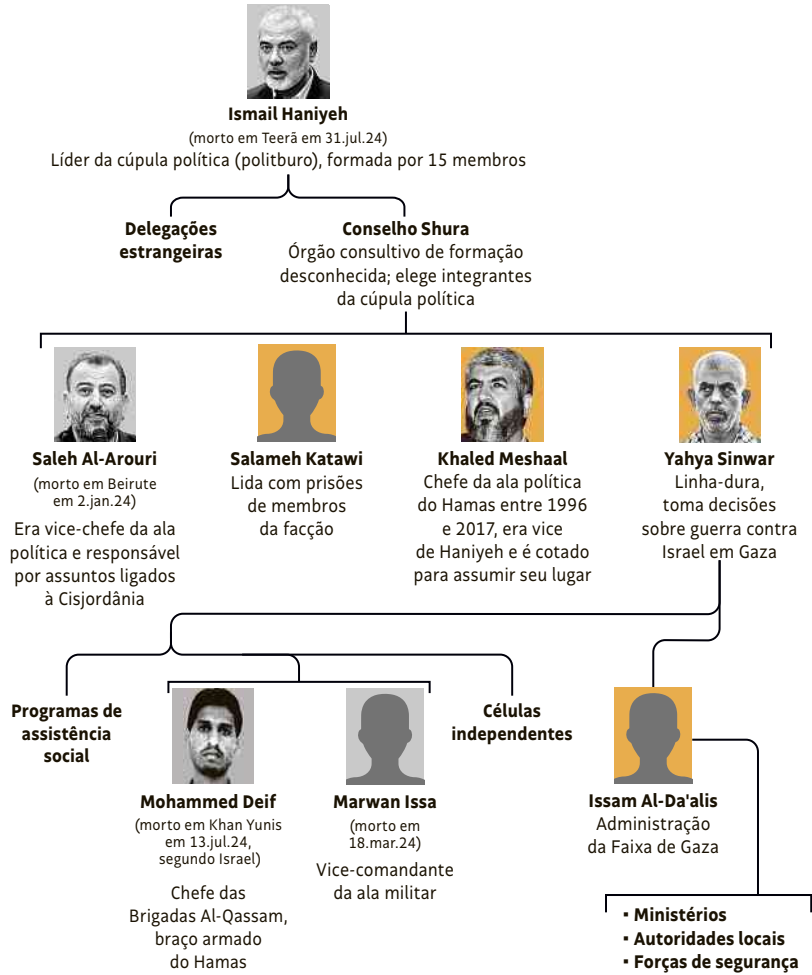 Ismail Haniyeh
(morto em Teerã em 31.jul.24)
Líder da cúpula política (politburo), formada por 15 membros
Delegações
estrangeiras
Conselho Shura
Órgão consultivo de formação
desconhecida; elege integrantes
da cúpula política
Saleh Al-Arouri
(morto em Beirute
em 2.jan.24)
Era vice-chefe da ala
política e responsável
por assuntos ligados
à Cisjordânia
Salameh Katawi
Lida com prisões
de membros
da facção
Khaled Meshaal
Chefe da ala política
do Hamas entre 1996
e 2017, era vice
de Haniyeh e é cotado
para assumir seu lugar
Yahya Sinwar
Linha-dura,
toma decisões
sobre guerra contra
Israel em Gaza
Programas de
assistência
social
Mohammed Deif
(morto em Khan Yunis
em 13.jul.24,
segundo Israel)
Chefe das
Brigadas Al-Qassam,
braço armado
do Hamas
Marwan Issa
(morto em
18.mar.24)
Vice-comandante
da ala militar
Células
independentes
Issam Al-Da'alis
Administração
da Faixa de Gaza
▪ Ministérios
▪ Autoridades locais
▪ Forças de segurança